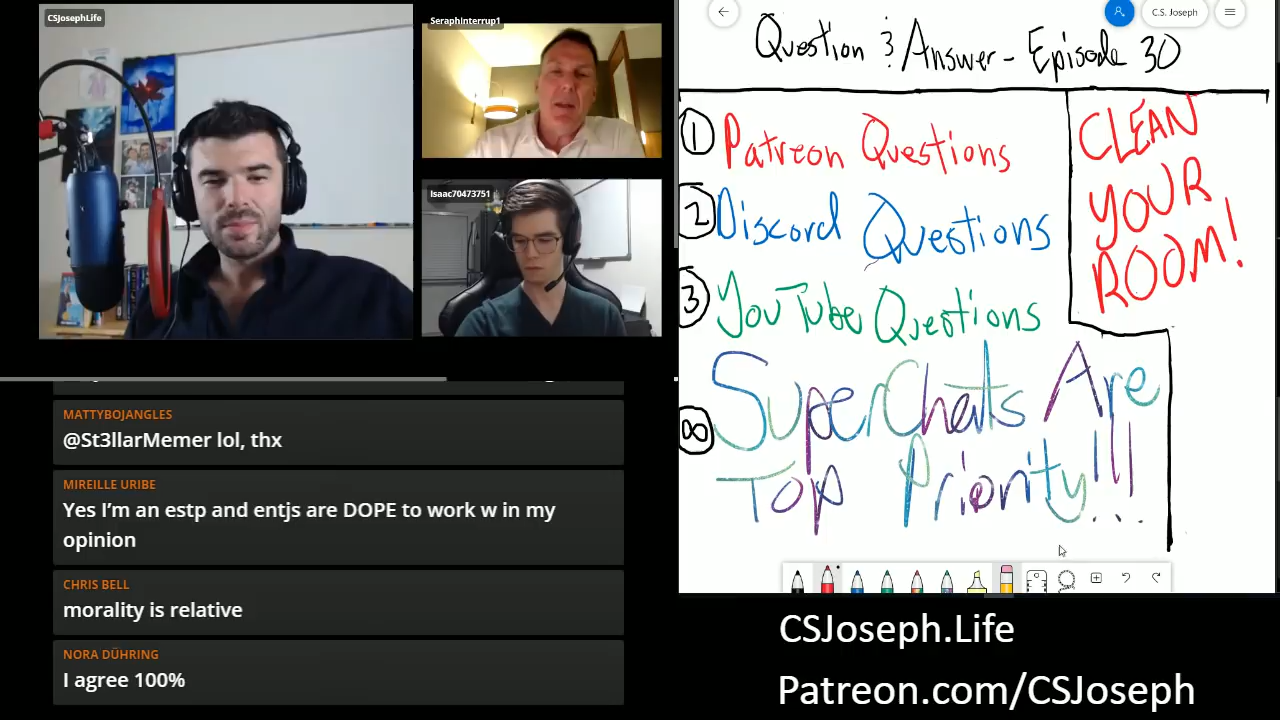 CSJosephLife
SeraphInterrup1
Isaac70473751
MATTYBOJANGLES
@St3llarMemer lol, thx
MIREILLE URIBE
Yes I'm an estp and entjs are DOPE to work w in my
opinion
CHRIS BELL
morality is relative
NORA DÜHRING
I agree 100%
C.S. Joseph
Question & Answer - Episode 30
1 Patreon Questions
2 Discord Questions
3 YouTube Questions
∞ SuperChats Are
Top Priority!!!...
CLEAN
YOUR
ROOM!
CSJoseph.Life
Patreon.com/CSJoseph